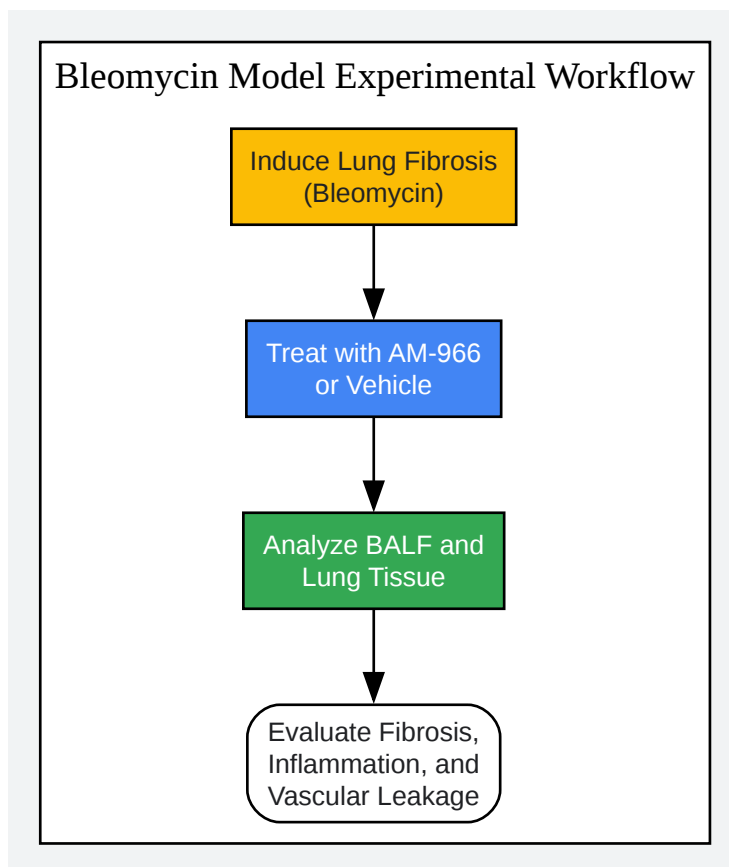 Bleomycin Model Experimental Workflow
Induce Lung Fibrosis
(Bleomycin)
Treat with AM-966
or Vehicle
Analyze BALF and
Lung Tissue
Evaluate Fibrosis,
Inflammation, and
Vascular Leakage